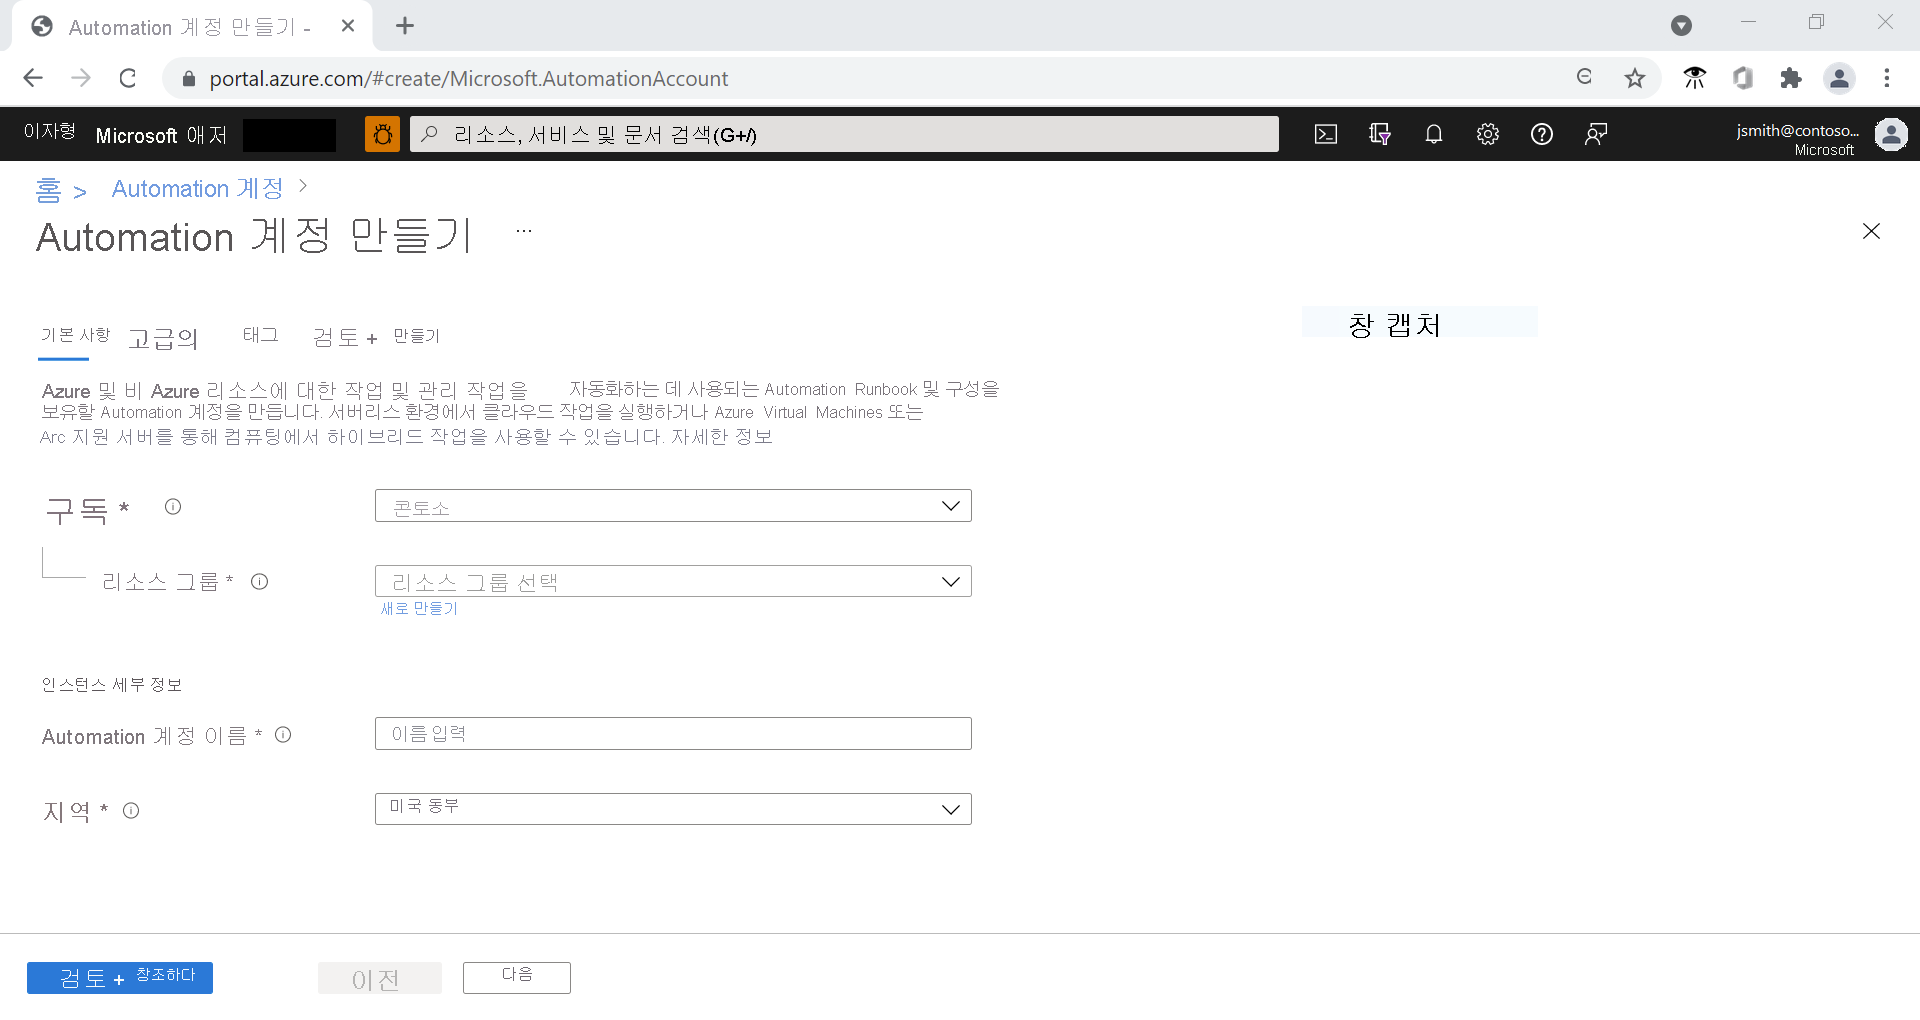 Automation 계정 만들기 -
portal.azure.com/#create/Microsoft.AutomationAccount
이자형 Microsoft 애저
리소스, 서비스 및 문서 검색(G+/)
jsmith@contoso...
Microsoft
홈 > Automation 계정 >
Automation 계정 만들기 ...
창 캡처
기본 사항 고급의 태그 검토 + 만들기
Azure 및 비 Azure 리소스에 대한 작업 및 관리 작업을 자동화하는 데 사용되는 Automation Runbook 및 구성을
보유할 Automation 계정을 만듭니다. 서버리스 환경에서 클라우드 작업을 실행하거나 Azure Virtual Machines 또는
Arc 지원 서버를 통해 컴퓨팅에서 하이브리드 작업을 사용할 수 있습니다. 자세한 정보
구독 * 콘토소
리소스 그룹 * 리소스 그룹 선택
새로 만들기
인스턴스 세부 정보
Automation 계정 이름 * 이름 입력
지역 * 미국 동부
검토 + 창조하다 이전 다음